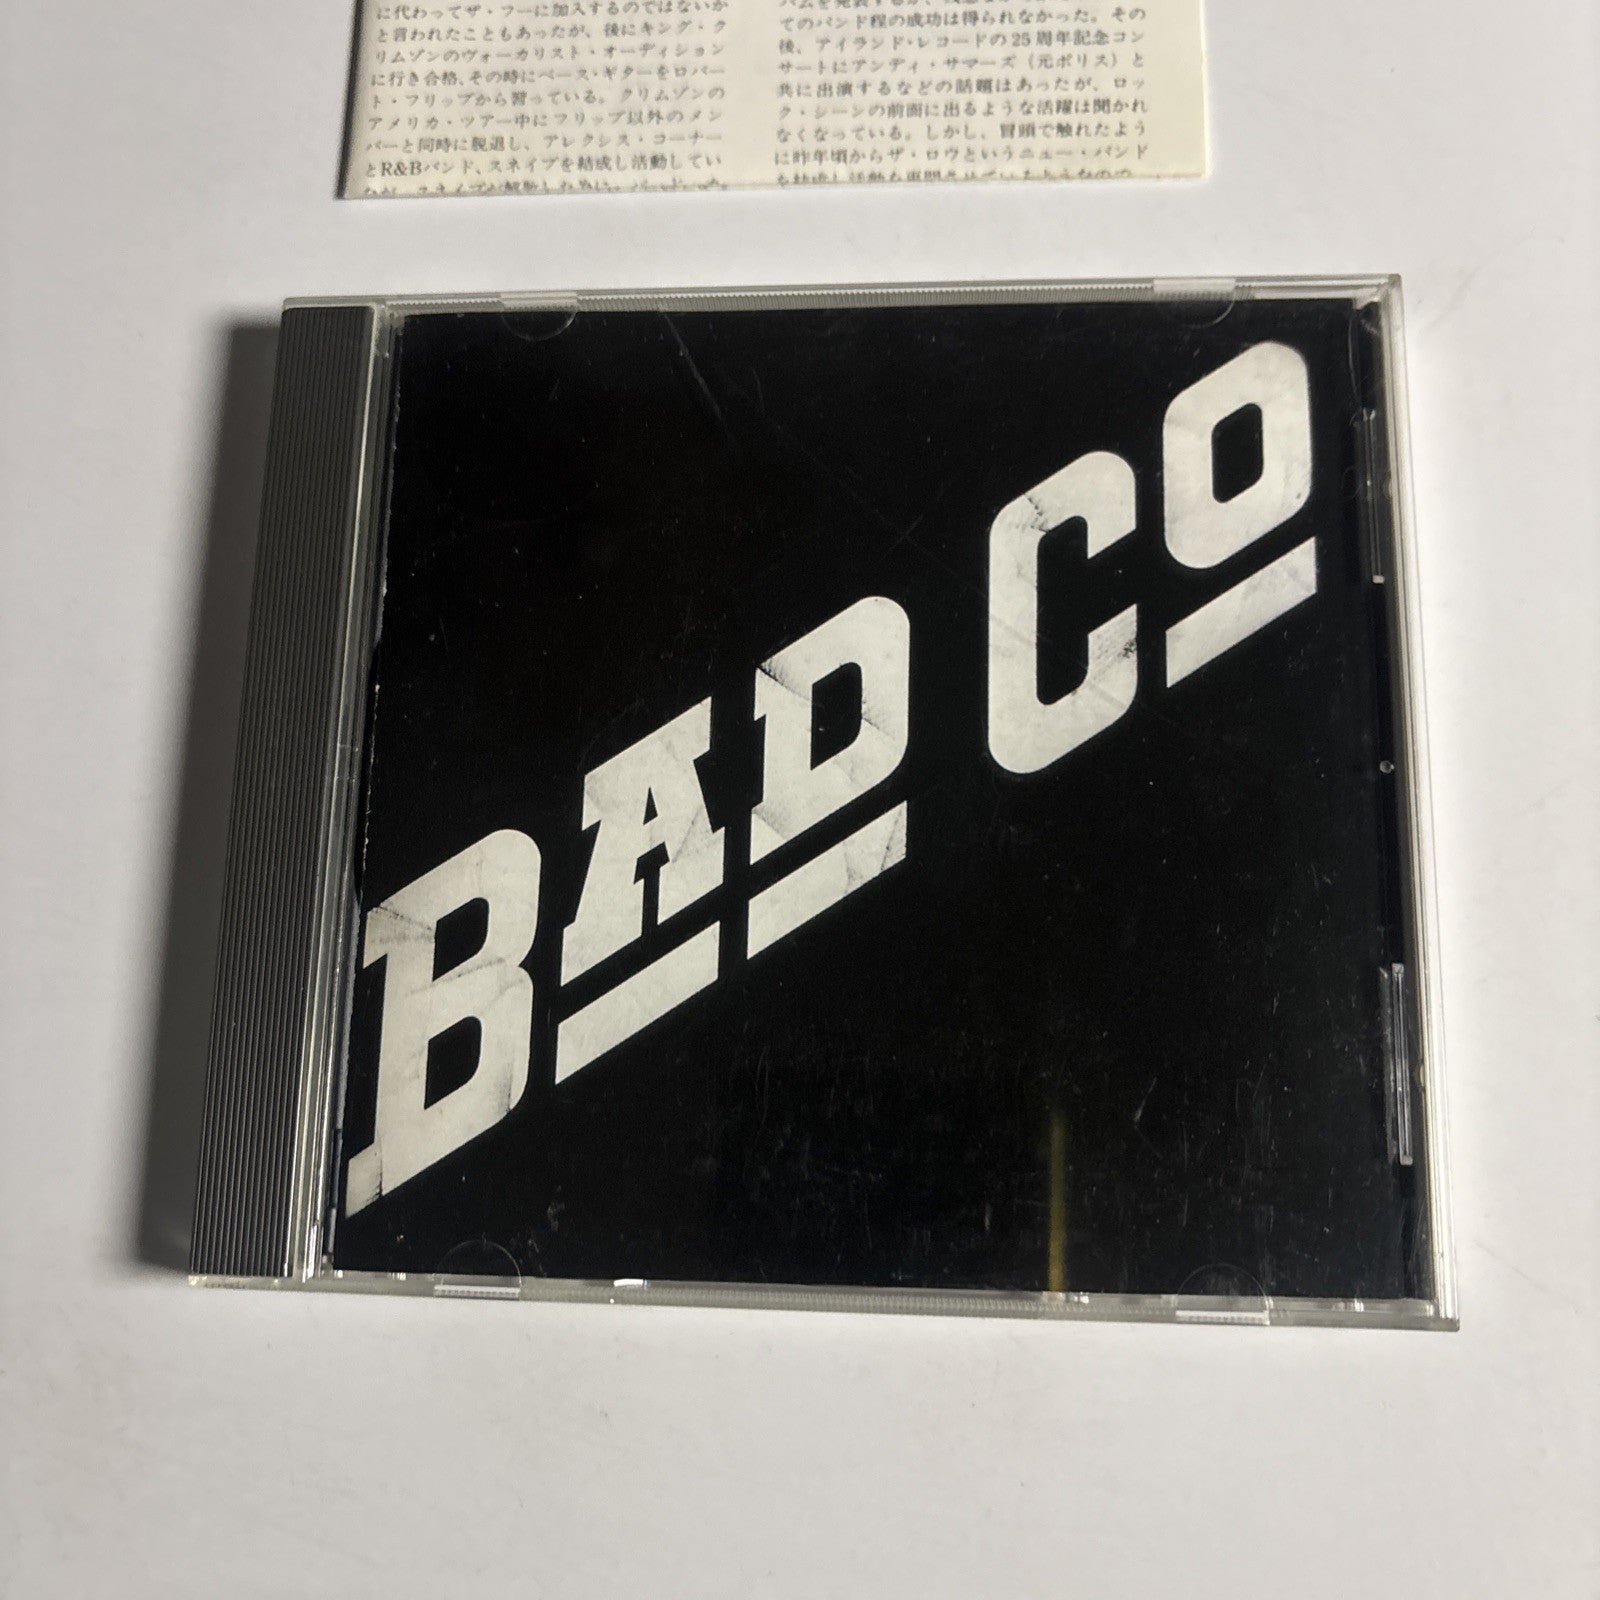 に代わってザ・フーに加入するのではないか
と言われたこともあったが、後にキング・ク
リムゾンのヴォーカリスト・オーディション
に行き合格、その時にベース・ギターをロバー
ト・フリップから習っている。クリムゾンの
アメリカ・ツアー中にフリップ以外のメン
バーと同時に脱退し、アレクシス・コーナー
とR&Bバンド、スネイプを結成し活動してい
てのバンド程の成功は得られなかった。その
後、アイランド・レコードの25周年記念コン
サートにアンディ・サマーズ(元ポリス)と
共に出演するなどの話題はあったが、ロッ
ク・シーンの前面に出るような活躍は聞かれ
なくなっている。しかし、冒頭で触れたよう
に昨年頃からザ・ロウというニュー・バンド
BAD CO